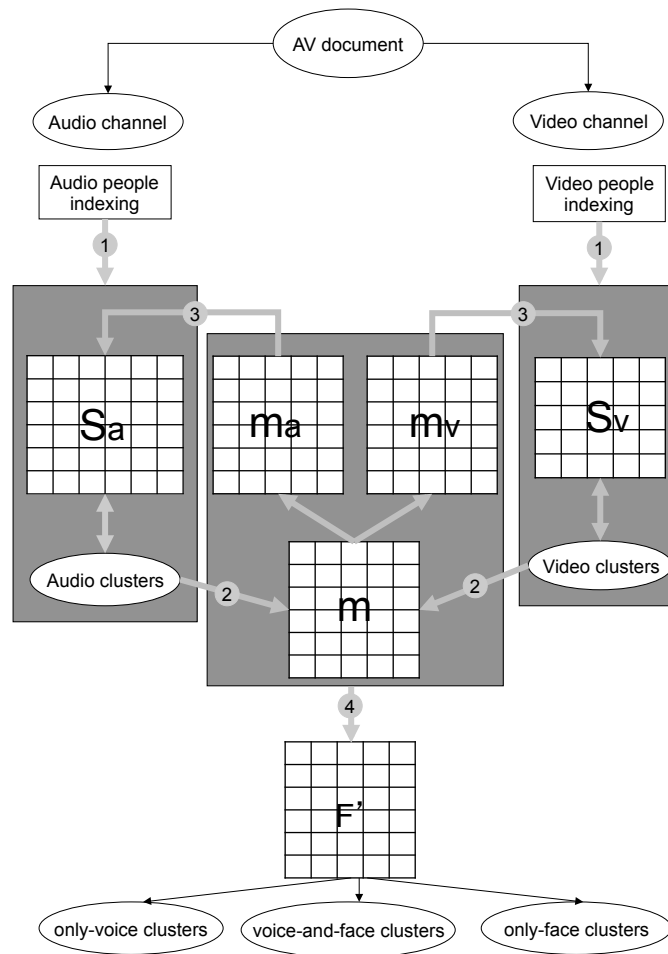 AV document
Audio channel
Video channel
Audio people
indexing
Video people
indexing
1
1
3
3
Sa
ma
mv
Sv
Audio clusters
Video clusters
2
2
m
4
F'
only-voice clusters
voice-and-face clusters
only-face clusters